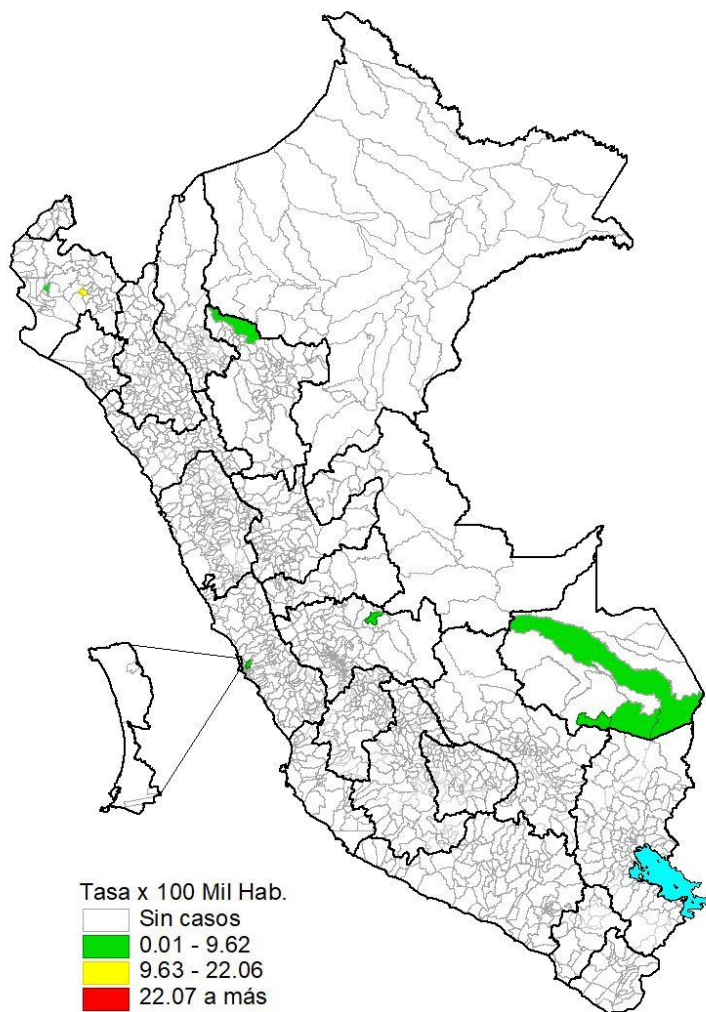 Tasa x 100 Mil Hab.
Sin casos
0.01 - 9.62
9.63 - 22.06
22.07 a más